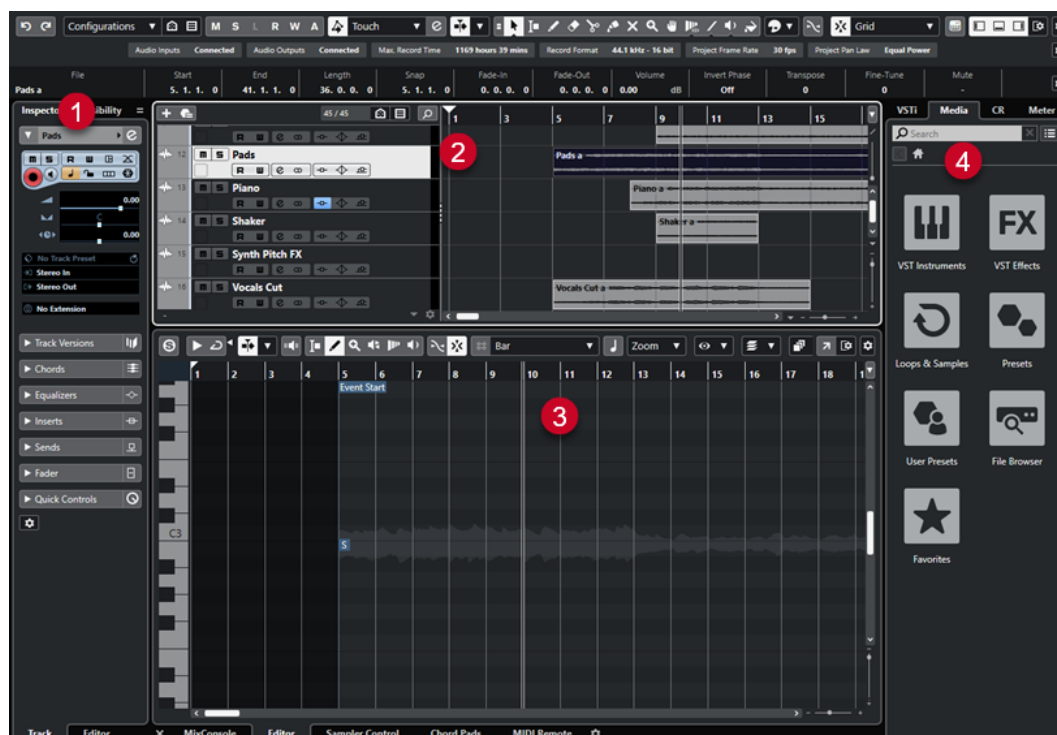 Configurations M S L R W A Touch Grid
Audio Inputs Connected Audio Outputs Connected Max. Record Time 1169 hours 39 mins Record Format 44.1 kHz - 16 bit Project Frame Rate 30 fps Project Pan Law Equal Power
File Start End Length Snap Fade-In Fade-Out Volume Invert Phase Transpose Fine-Tune Mute
Pads a 5. 1. 1. 0 41. 1. 1. 0 36. 0. 0. 0 5. 1. 1. 0 0. 0. 0. 0 0. 0. 0. 0 0.00 dB Off 0 0 -
1
Pads
0.00
C
0.00
No Track Preset
Stereo In
Stereo Out
No Extension
Track Versions
Chords
Equalizers
Inserts
Sends
Fader
Quick Controls
45/45
1 3 5 7 9 11 13 15
2
12 m S Pads
R W e
13 m S Piano
R W e
14 m S Shaker
R W e
15 m S Synth Pitch FX
R W e
16 m S Vocals Cut
R W e
Pads a
Piano a
Shaker a
Vocals Cut a
S Bar Zoom
1 2 3 4 5 6 7 8 9 10 11 12 13 14 15 16 17 18
Event Start
3
C3
S
VSTi Media CR Meter
Search
4
VST Instruments VST Effects
FX
Loops & Samples Presets
User Presets File Browser
Favorites
Track Editor X MixConsole Editor Sampler Control Chord Pads MIDI Remote